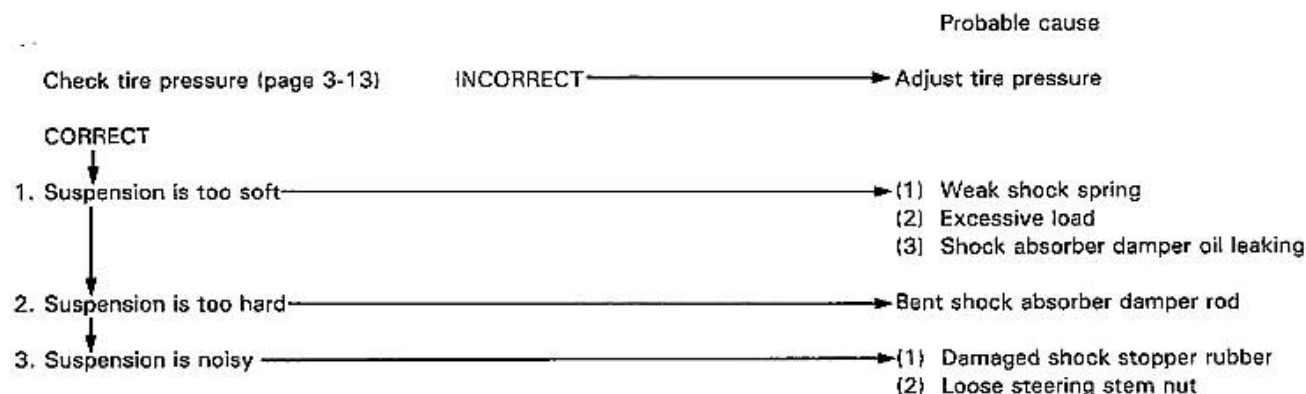 Probable cause
Check tire pressure (page 3-13) INCORRECT Adjust tire pressure
CORRECT
1. Suspension is too soft (1) Weak shock spring
(2) Excessive load
(3) Shock absorber damper oil leaking
2. Suspension is too hard Bent shock absorber damper rod
3. Suspension is noisy (1) Damaged shock stopper rubber
(2) Loose steering stem nut